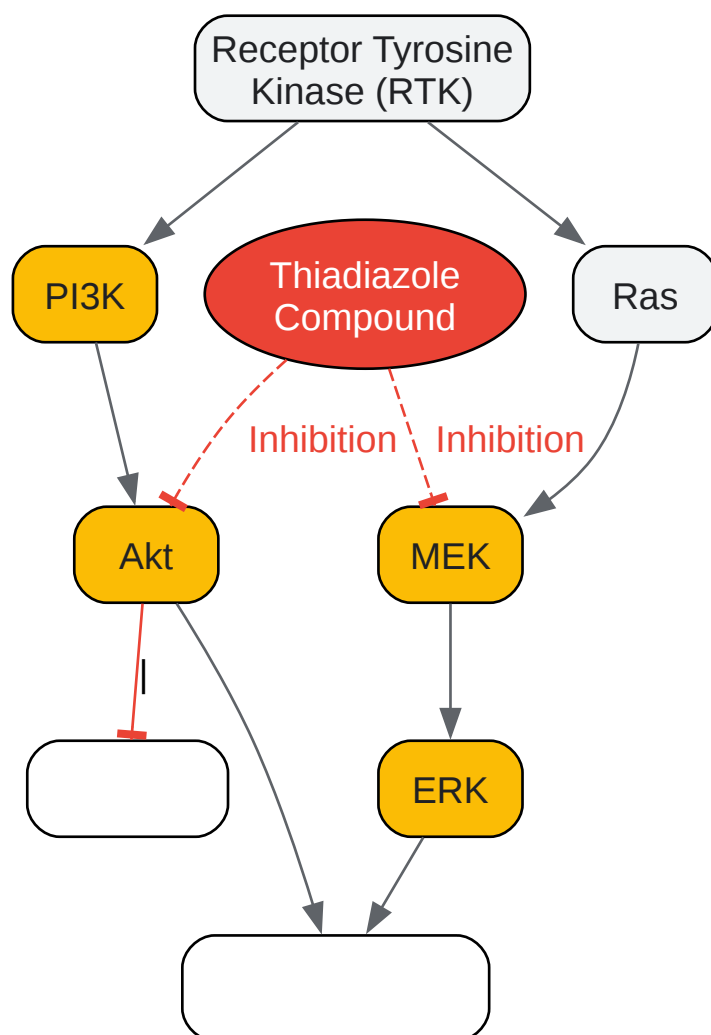 Receptor Tyrosine
Kinase (RTK)
PI3K
Thiadiazole
Compound
Ras
Inhibition
Inhibition
Akt
MEK
I
ERK